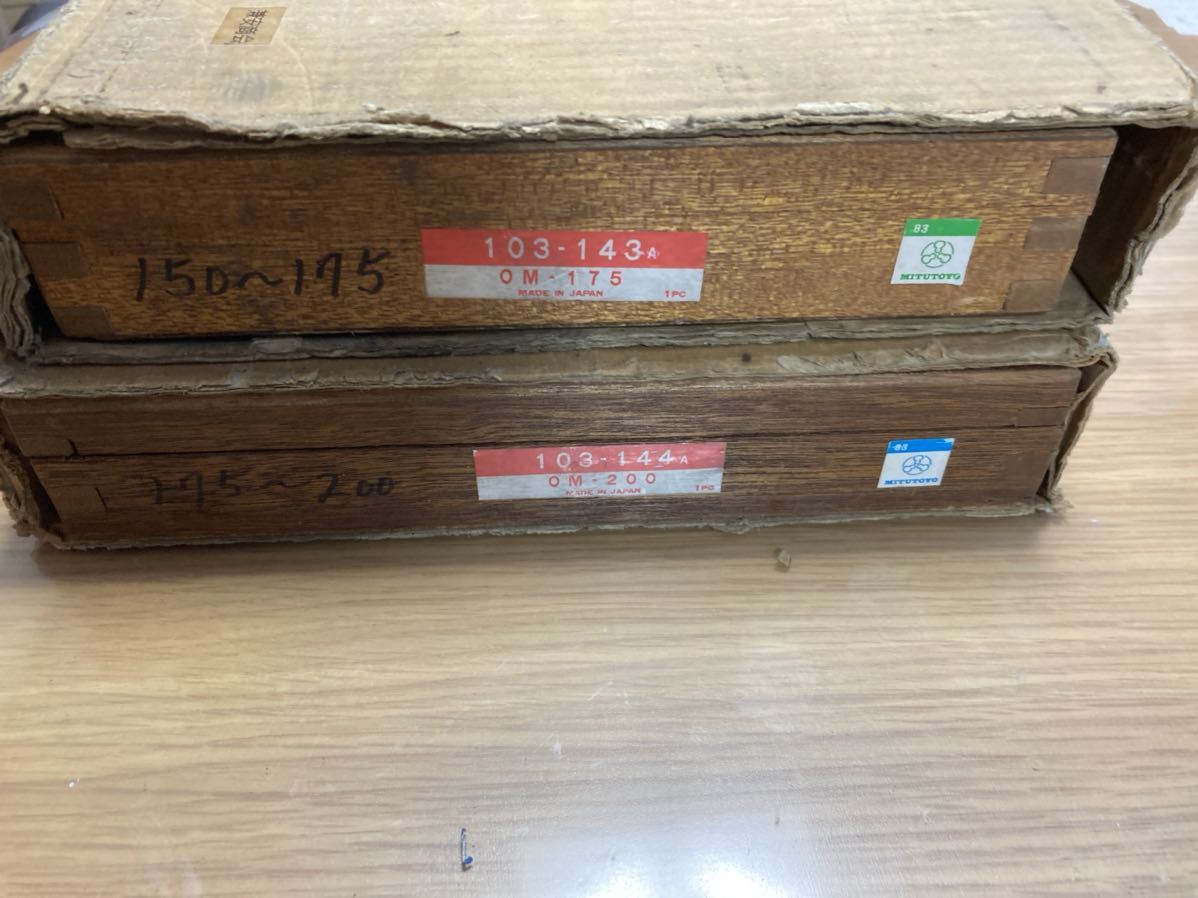 150~175
103-143A
OM-175
MADE IN JAPAN 1PC
83
MITUTOYO
175~200
103-144A
OM-200
MADE IN JAPAN 1PC
MITUTOYO